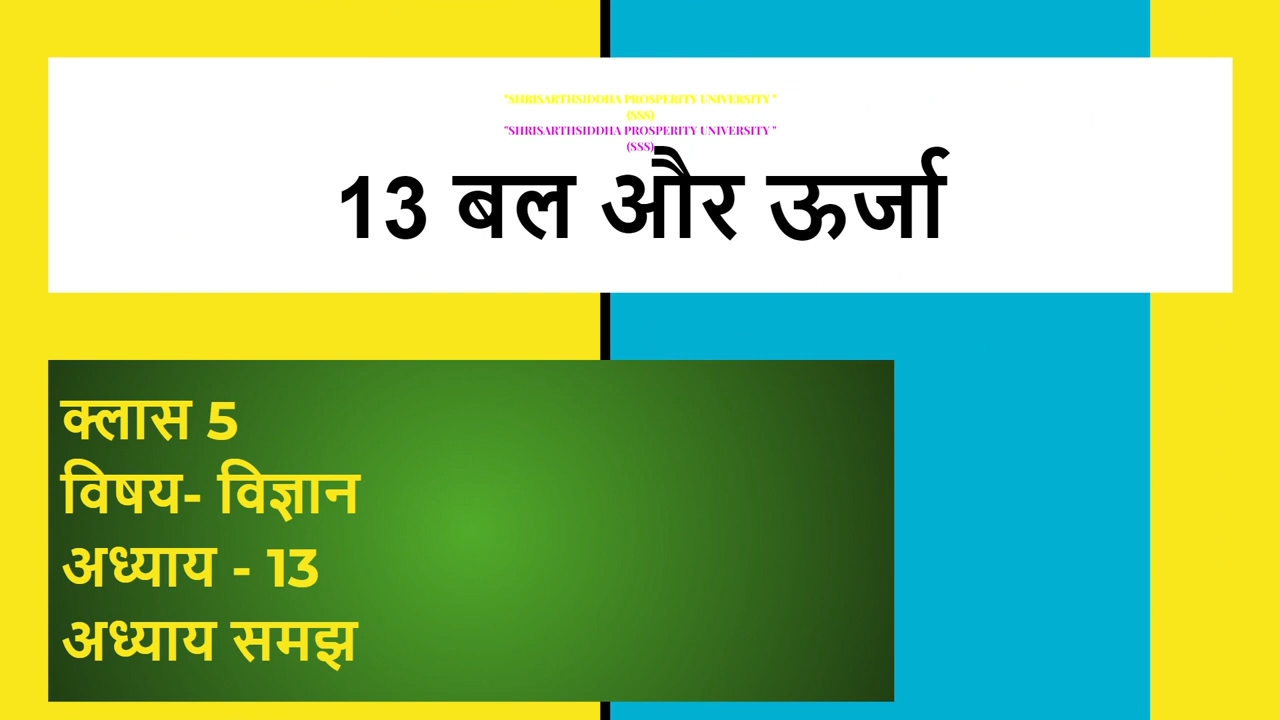 "SHRISARTHSIDDHA PROSPERITY UNIVERSITY "
(SSS)
"SHRISARTHSIDDHA PROSPERITY UNIVERSITY "
(SSS)
13 बल और ऊर्जा
क्लास 5
विषय- विज्ञान
अध्याय - 13
अध्याय समझ